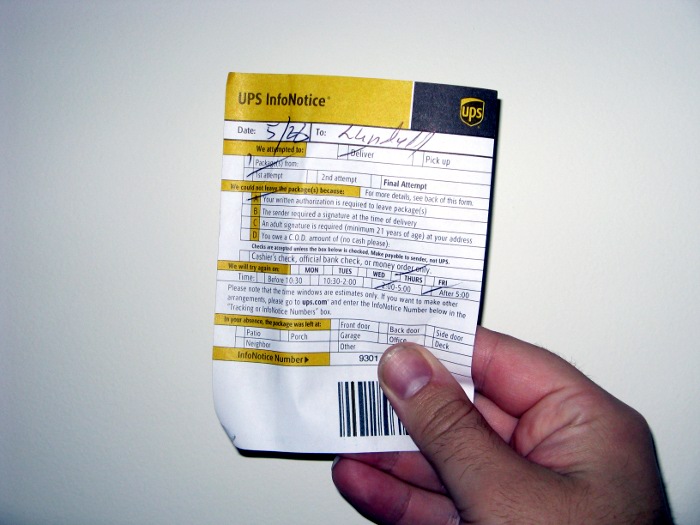 UPS InfoNotice®
ups
Date: 5/26 To:
We attempted to: Deliver Pick up
1 Package(s) from:
1st attempt 2nd attempt Final Attempt
We could not leave the package(s) because: For more details, see back of this form.
A Your written authorization is required to leave package(s)
B The sender required a signature at the time of delivery
C An adult signature is required (minimum 21 years of age) at your address
D You owe a C.O.D. amount of (no cash please):
Checks are accepted unless the box below is checked. Make payable to sender, not UPS.
Cashier's check, official bank check, or money order only.
We will try again on: MON TUES WED THURS FRI
Time: Before 10:30 10:30-2:00 2:00-5:00 After 5:00
Please note that the time windows are estimates only. If you want to make other
arrangements, please go to ups.com® and enter the InfoNotice Number below in the
"Tracking or InfoNotice Numbers" box.
In your absence, the package was left at: Front door Back door Side door
Patio Porch Garage Office Deck
Neighbor Other
InfoNotice Number 9301